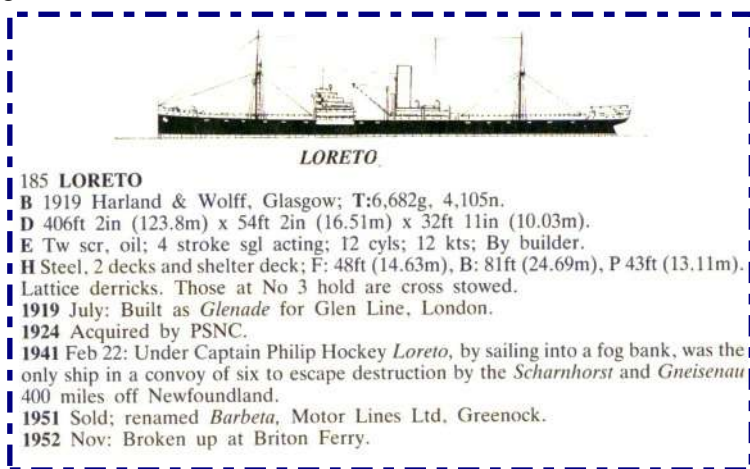 LORETO
185 LORETO
B 1919 Harland & Wolff, Glasgow; T:6,682g, 4,105n.
D 406ft 2in (123.8m) x 54ft 2in (16.51m) x 32ft 11in (10.03m).
E Tw scr, oil; 4 stroke sgl acting; 12 cyls; 12 kts; By builder.
H Steel, 2 decks and shelter deck; F: 48ft (14.63m), B: 81ft (24.69m), P 43ft (13.11m).
Lattice derricks. Those at No 3 hold are cross stowed.
1919 July: Built as Glenade for Glen Line, London.
1924 Acquired by PSNC.
1941 Feb 22: Under Captain Philip Hockey Loreto, by sailing into a fog bank, was the
only ship in a convoy of six to escape destruction by the Scharnhorst and Gneisenau
400 miles off Newfoundland.
1951 Sold; renamed Barbeta, Motor Lines Ltd, Greenock.
1952 Nov: Broken up at Briton Ferry.